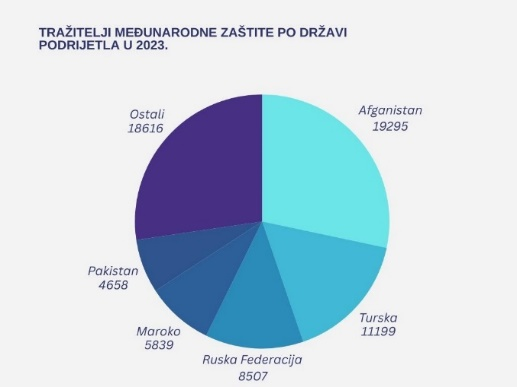 TRAŽITELJI MEĐUNARODNE ZAŠTITE PO DRŽAVI
PODRIJETLA U 2023.
Ostali
18616
Afganistan
19295
Pakistan
4658
Turska
11199
Maroko
5839
Ruska Federacija
8507